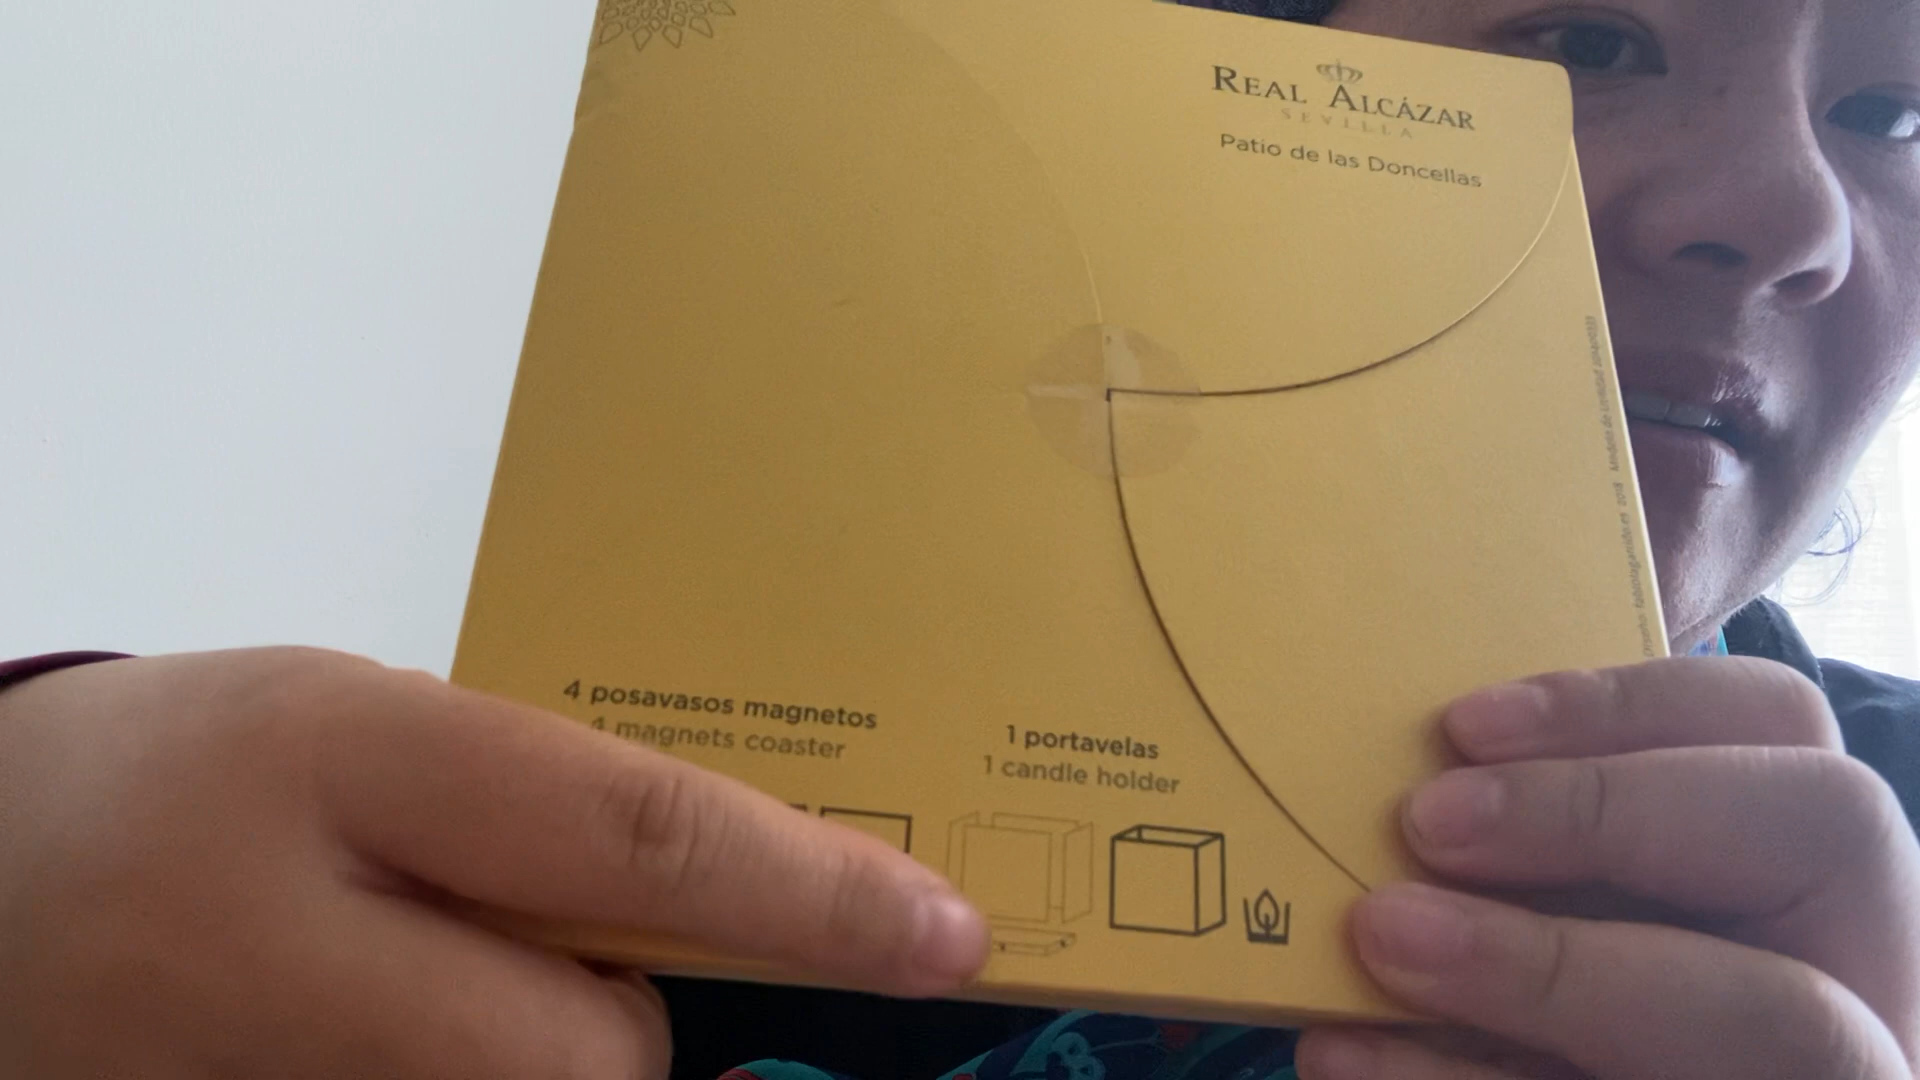 REAL ALCÁZAR
SEVILLA
Patio de las Doncellas
4 posavasos magnetos
4 magnets coaster
1 portavelas
1 candle holder